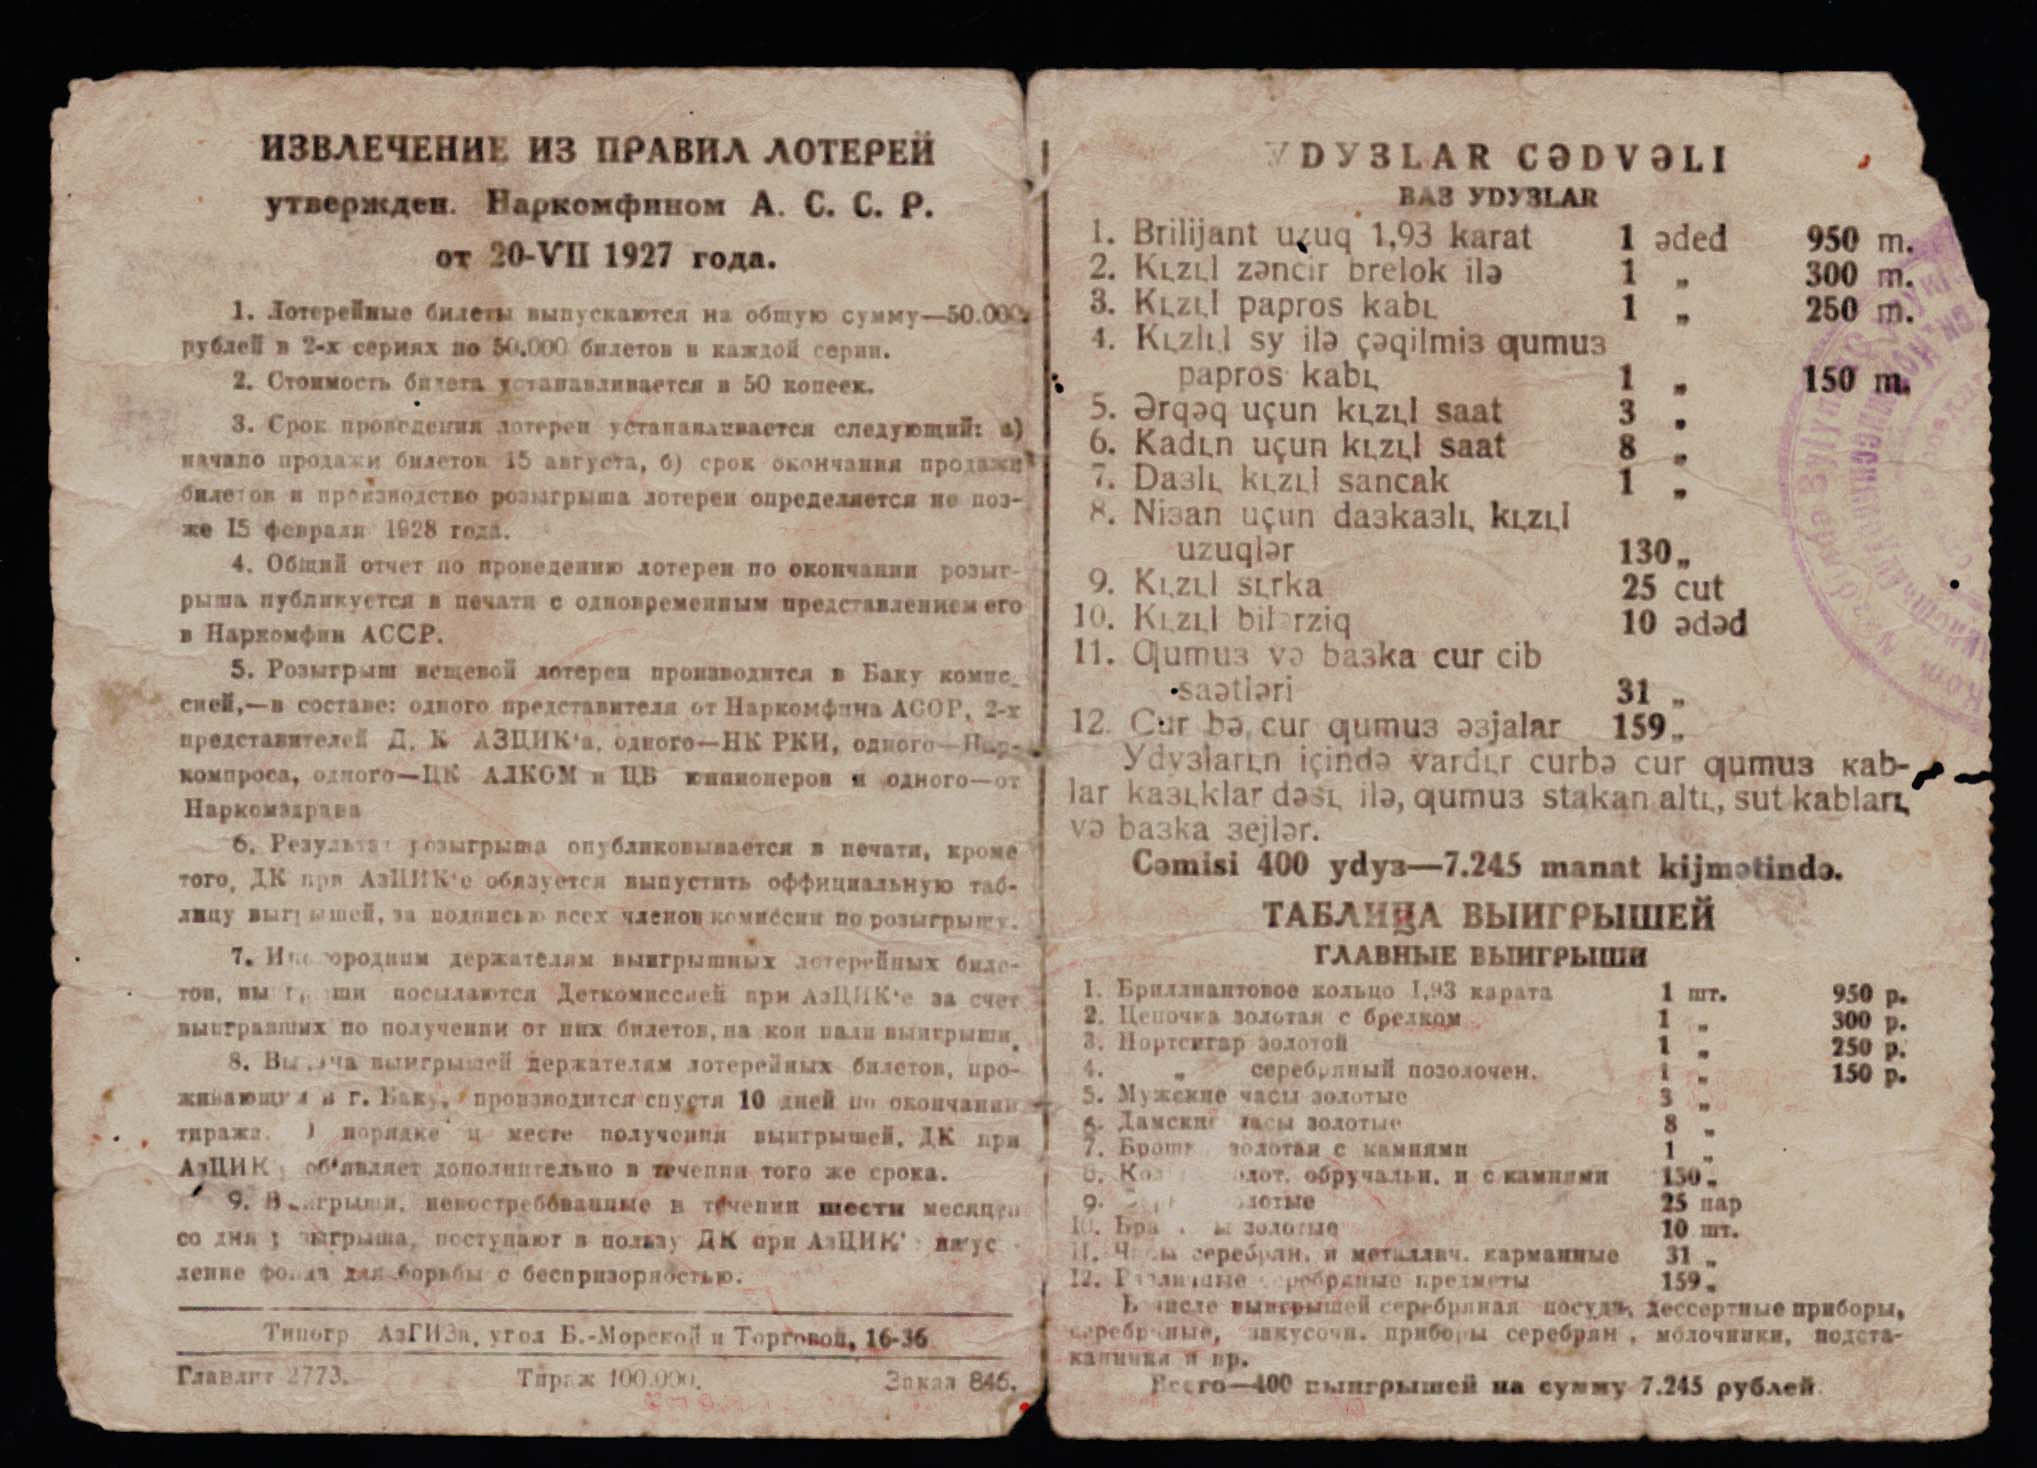 ИЗВЛЕЧЕНИЕ ИЗ ПРАВИЛ ЛОТЕРЕЙ
утвержден. Наркомфином А. С. С. Р.
от 20-VII 1927 года.
1. Лотерейные билеты выпускаются на общую сумму—50.000
рублей в 2-х сериях по 50.000 билетов в каждой серии.
2. Стоимость билета устанавливается в 50 копеек.
3. Срок проведения лотереи устанавливается следующий: а)
начало продажи билетов 15 августа, б) срок окончания продажи
билетов и производство розыгрыша лотереи определяется не поз-
же 15 февраля 1928 года.
4. Общий отчет по проведению лотереи по окончании розыг-
рыша публикуется в печати с одновременным представлением его
в Наркомфин АССР.
5. Розыгрыш вещевой лотереи производится в Баку комис-
сией,—в составе: одного представителя от Наркомфина АССР, 2-х
представителей Д. К АЗЦИК'а, одного—НК РКИ, одного—Нар-
компроса, одного—ЦК АЛКОМ и ЦБ юнпионеров и одного—от
Наркомздрава
6. Результат розыгрыша опубликовывается в печати, кроме
того, ДК при АзЦИК'е обязуется выпустить оффициальную таб-
лицу выигрышей, за подписью всех членов комиссии по розыгрышу.
7. Иногородним держателям выигрышных лотерейных биле-
тов, выигрыши посылаются Деткомиссией при АзЦИК'е за счет
выигравших по получении от них билетов, на кои пали выигрыши.
8. Выдача выигрышей держателям лотерейных билетов, про-
живающим в г. Баку, производится спустя 10 дней по окончании
тиража. О порядке и месте получения выигрышей, ДК при
АзЦИК об'являет дополнительно в течении того же срока.
9. Выигрыши, невостребованные в течении шести месяцев
со дня розыгрыша, поступают в пользу ДК при АзЦИК'
ление фонда для борьбы с беспризорностью.
Типогр АзГИЗа, угол Б.-Морской и Торговой, 16-36
Главлит 2773. Тираж 100.000. Заказ 846.
УDУЗLAR CƏDVƏLI
BAЗ УDУЗLAR
1. Brilijant uzuq 1,93 karat 1 əded 950 m.
2. Kьzьl zəncir brelok ilə 1 „ 300 m.
3. Kьzьl papros kabь 1 „ 250 m.
4. Kьzlьl sy ilə çəqilmiз qumuз
papros kabь 1 „ 150 m.
5. Ərqəq uçun kьzьl saat 3 „
6. Kadьn uçun kьzьl saat 8 „
7. Daзlь kьzьl sancak 1 „
8. Niзan uçun daзkaзlь kьzьl
uzuqlər 130 „
9. Kьzьl sьrka 25 cut
10. Kьzьl bilərziq 10 ədəd
11. Qumuз və baзka cur cib
saətləri 31 „
12. Cur bə cur qumuз əзjalar 159 „
Уdyзlarьn içində vardьr curbə cur qumuз kab-
lar kaзьklar dəsь ilə, qumuз stakan altь, sut kablarь
və baзka зejlər.
Cəmisi 400 ydyз—7.245 manat kijmətində.
ТАБЛИЦА ВЫИГРЫШЕЙ
ГЛАВНЫЕ ВЫИГРЫШИ
1. Бриллиантовое кольцо 1,93 карата 1 шт. 950 р.
2. Цепочка золотая с брелком 1 „ 300 р.
3. Портсигар золотой 1 „ 250 р.
4. „ серебряный позолочен. 1 „ 150 р.
5. Мужские часы золотые 3 „
6. Дамские часы золотые 8 „
7. Брошка золотая с камнями 1 „
8. обручальн. и с камнями 130 „
9. золотые 25 пар
10. золотые 10 шт.
11. Часы серебрян. и металлич. карманные 31 „
12. Различные серебряные предметы 159 „
В числе выигрышей серебряная посуда, дессертные приборы,
серебряные, закусочн. приборы серебрян., молочники, подста-
канники и пр.
Всего—400 выигрышей на сумму 7.245 рублей